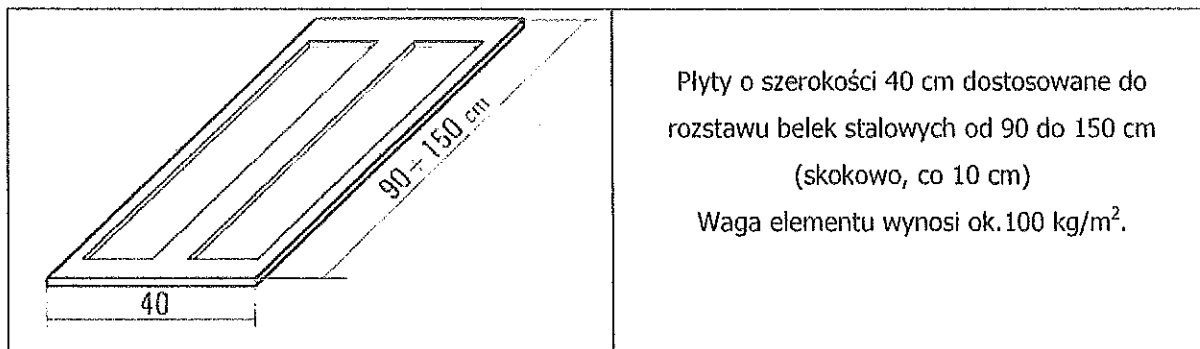 90 ÷ 150 cm
40
Płyty o szerokości 40 cm dostosowane do
rozstawu belek stalowych od 90 do 150 cm
(skokowo, co 10 cm)
Waga elementu wynosi ok.100 kg/m².